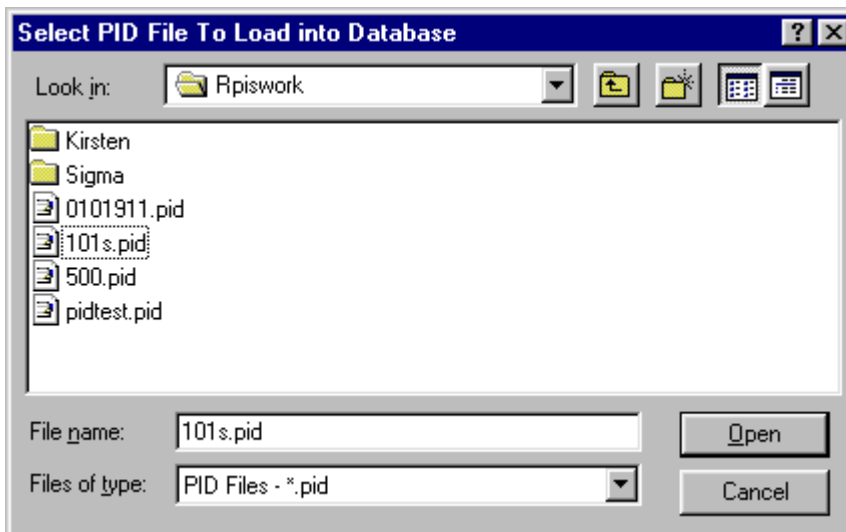 Select PID File To Load into Database
Look in: Rpiswork
Kirsten
Sigma
0101911.pid
101s.pid
500.pid
pidtest.pid
File name: 101s.pid Open
Files of type: PID Files - *.pid Cancel